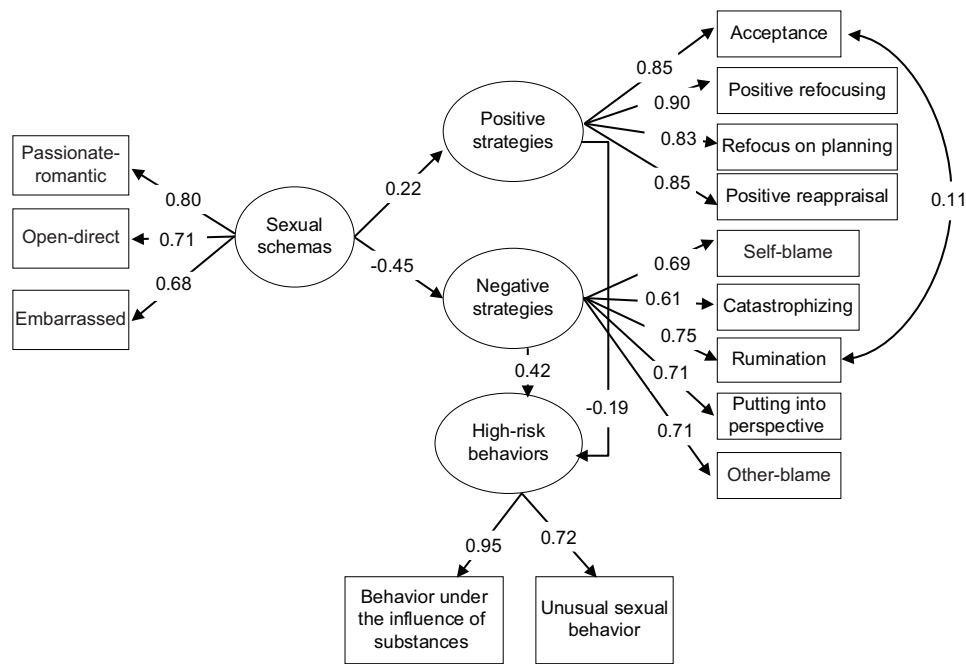 Acceptance
0.85
Positive refocusing
0.90
Positive
strategies
0.83
Refocus on planning
Passionate-
romantic
0.85
Positive reappraisal
0.22
0.11
0.80
Sexual
schemas
Open-direct
0.71
Self-blame
0.69
-0.45
0.68
Negative
strategies
0.61
Catastrophizing
Embarrassed
0.75
Rumination
0.42
0.71
Putting into
perspective
-0.19
High-risk
behaviors
0.71
Other-blame
0.95
0.72
Behavior under
the influence of
substances
Unusual sexual
behavior